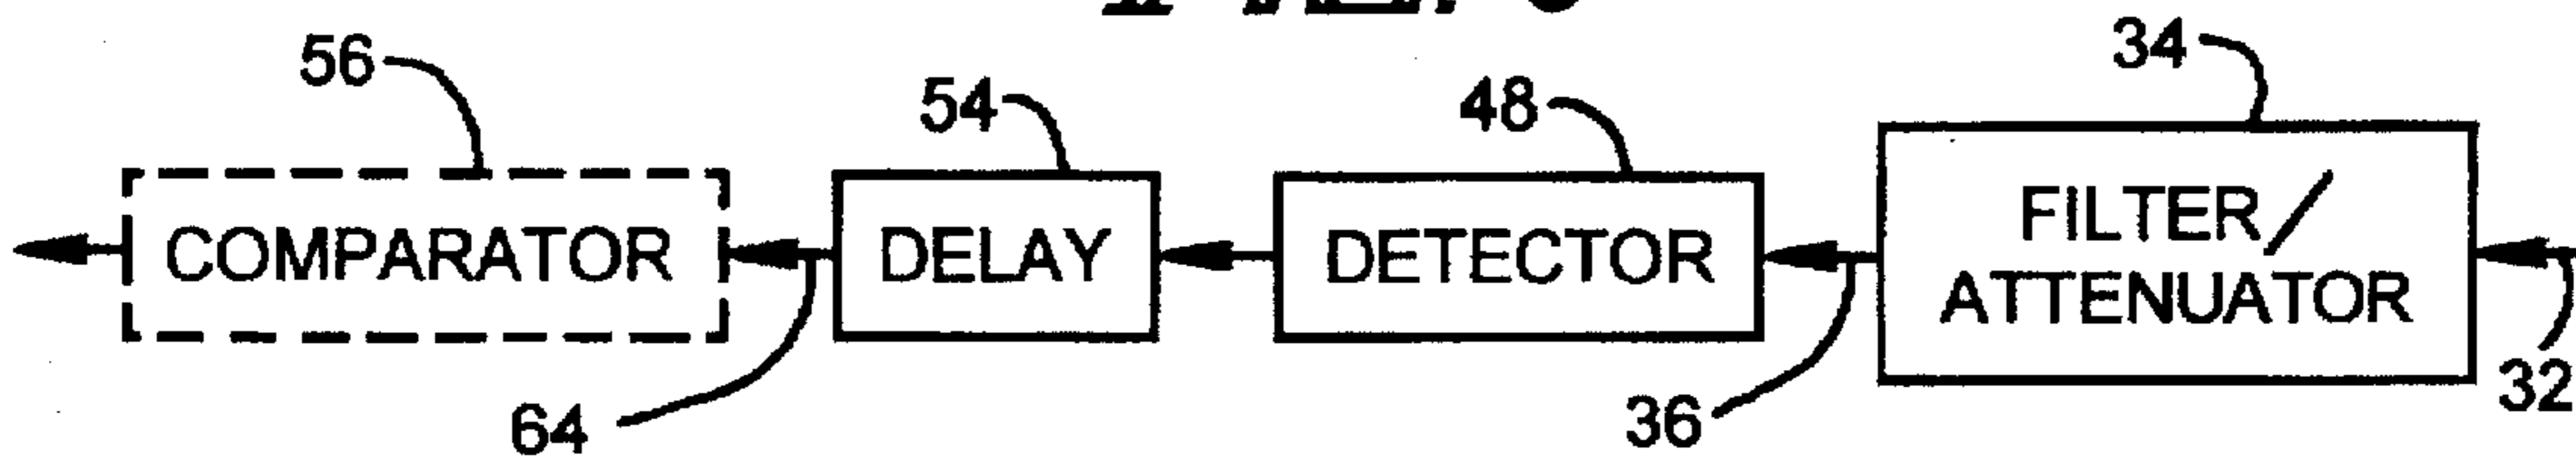 56
54
48
34
COMPARATOR
DELAY
DETECTOR
FILTER/
ATTENUATOR
64
36
32